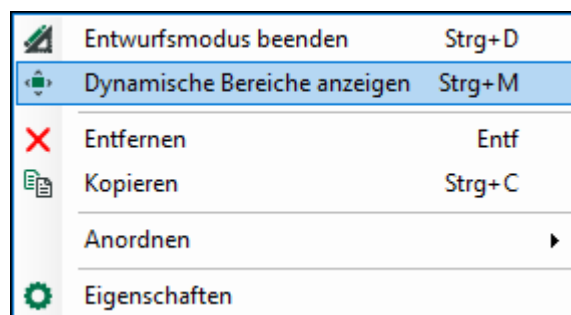 Entwurfsmodus beenden Strg+D
Dynamische Bereiche anzeigen Strg+M
Entfernen Entf
Kopieren Strg+C
Anordnen
Eigenschaften